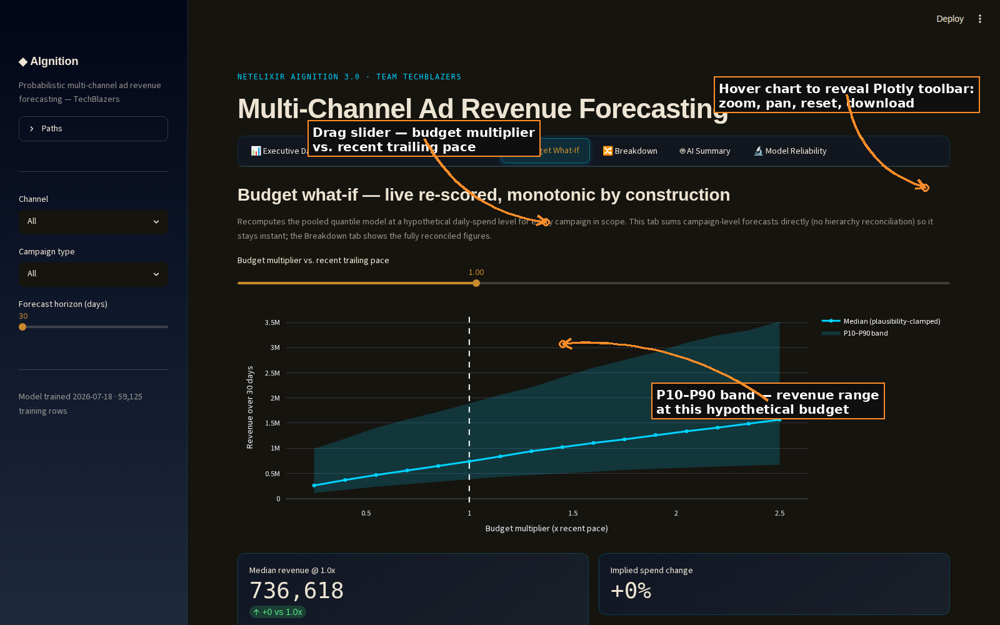 Deploy
◆ AIgnition
Probabilistic multi-channel ad revenue
forecasting — TechBlazers
Paths
Channel
All
Campaign type
All
Forecast horizon (days)
30
Model trained 2026-07-18 · 59,125
training rows
NETELIXIR AIGNITION 3.0 · TEAM TECHBLAZERS
Multi-Channel Ad Revenue Forecasting
Hover chart to reveal Plotly toolbar:
zoom, pan, reset, download
Drag slider — budget multiplier
vs. recent trailing pace
📊 Executive
What-If
🔀 Breakdown
AI Summary
🔬 Model Reliability
Budget what-if — live re-scored, monotonic by construction
Recomputes the pooled quantile model at a hypothetical daily-spend level for every campaign in scope. This tab sums campaign-level forecasts directly (no hierarchy reconciliation) so it
stays instant; the Breakdown tab shows the fully reconciled figures.
Budget multiplier vs. recent trailing pace
1.00
3.5M
3M
2.5M
2M
1.5M
1M
0.5M
0
Revenue over 30 days
0.5
1
1.5
2
2.5
Budget multiplier (x recent pace)
Median (plausibility-clamped)
P10–P90 band
P10–P90 band — revenue range
at this hypothetical budget
Median revenue @ 1.0x
736,618
↑ +0 vs 1.0x
Implied spend change
+0%